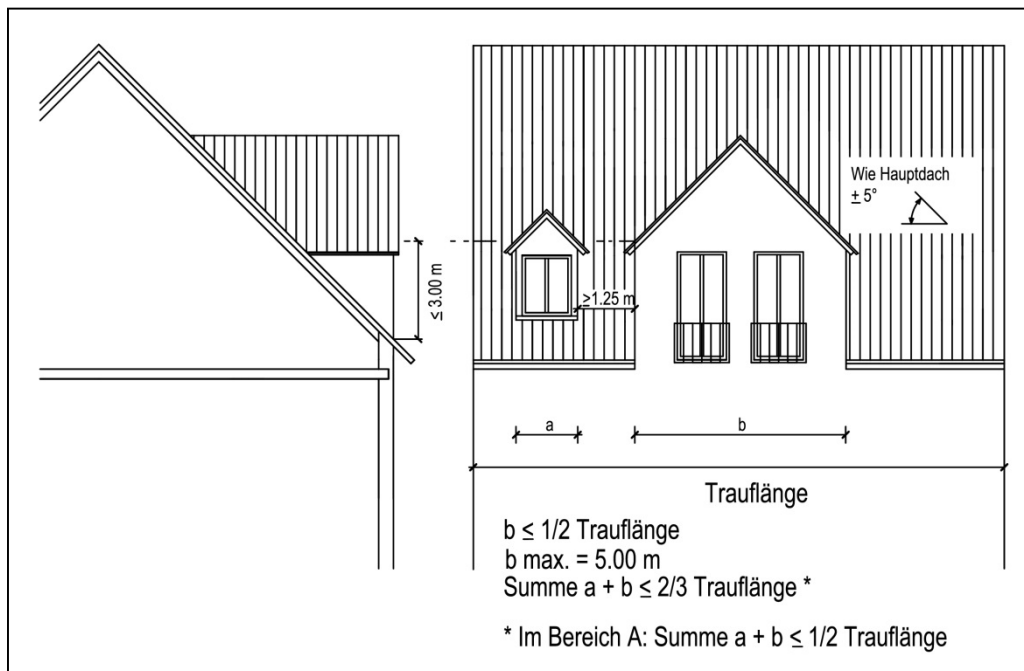 Wie Hauptdach
± 5°
≤ 3.00 m
≥1.25 m
a
b
Trauflänge
b ≤ 1/2 Trauflänge
b max. = 5.00 m
Summe a + b ≤ 2/3 Trauflänge *
* Im Bereich A: Summe a + b ≤ 1/2 Trauflänge